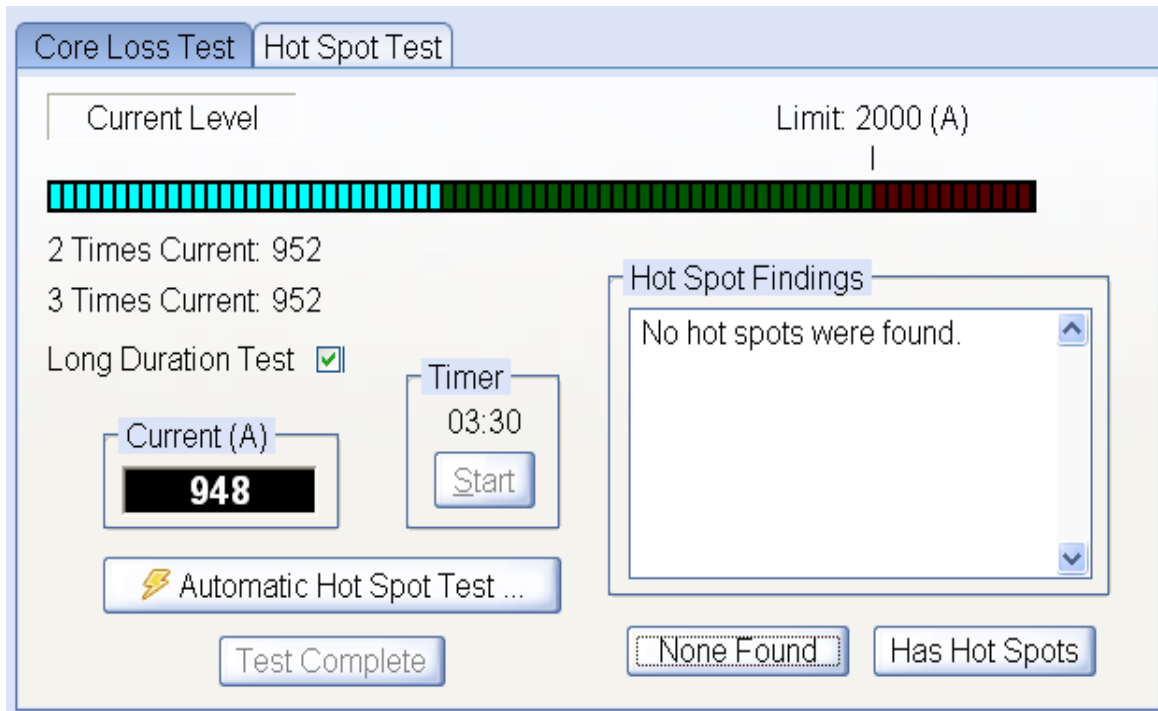 Core Loss Test
Hot Spot Test
Current Level
Limit: 2000 (A)
2 Times Current: 952
3 Times Current: 952
Long Duration Test
Current (A)
948
Timer
03:30
Start
Automatic Hot Spot Test ...
Test Complete
Hot Spot Findings
No hot spots were found.
None Found
Has Hot Spots